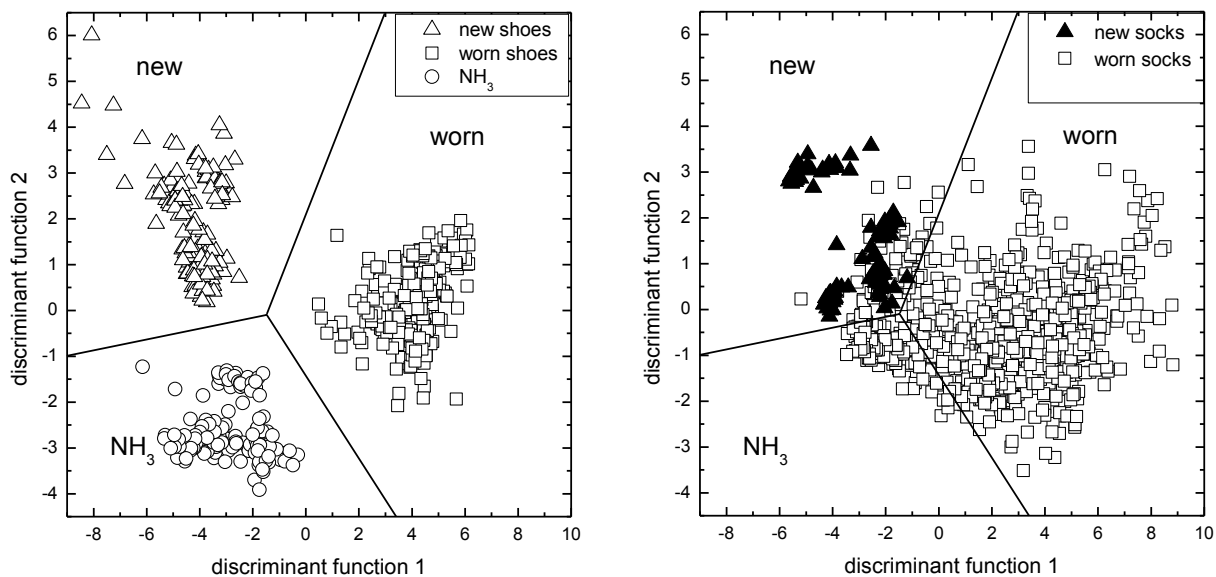 new shoes
worn shoes
NH₃
new
worn
NH₃
discriminant function 2
6
5
4
3
2
1
0
-1
-2
-3
-4
-8 -6 -4 -2 0 2 4 6 8 10
discriminant function 1
new socks
worn socks
new
worn
NH₃
discriminant function 2
6
5
4
3
2
1
0
-1
-2
-3
-4
-8 -6 -4 -2 0 2 4 6 8 10
discriminant function 1